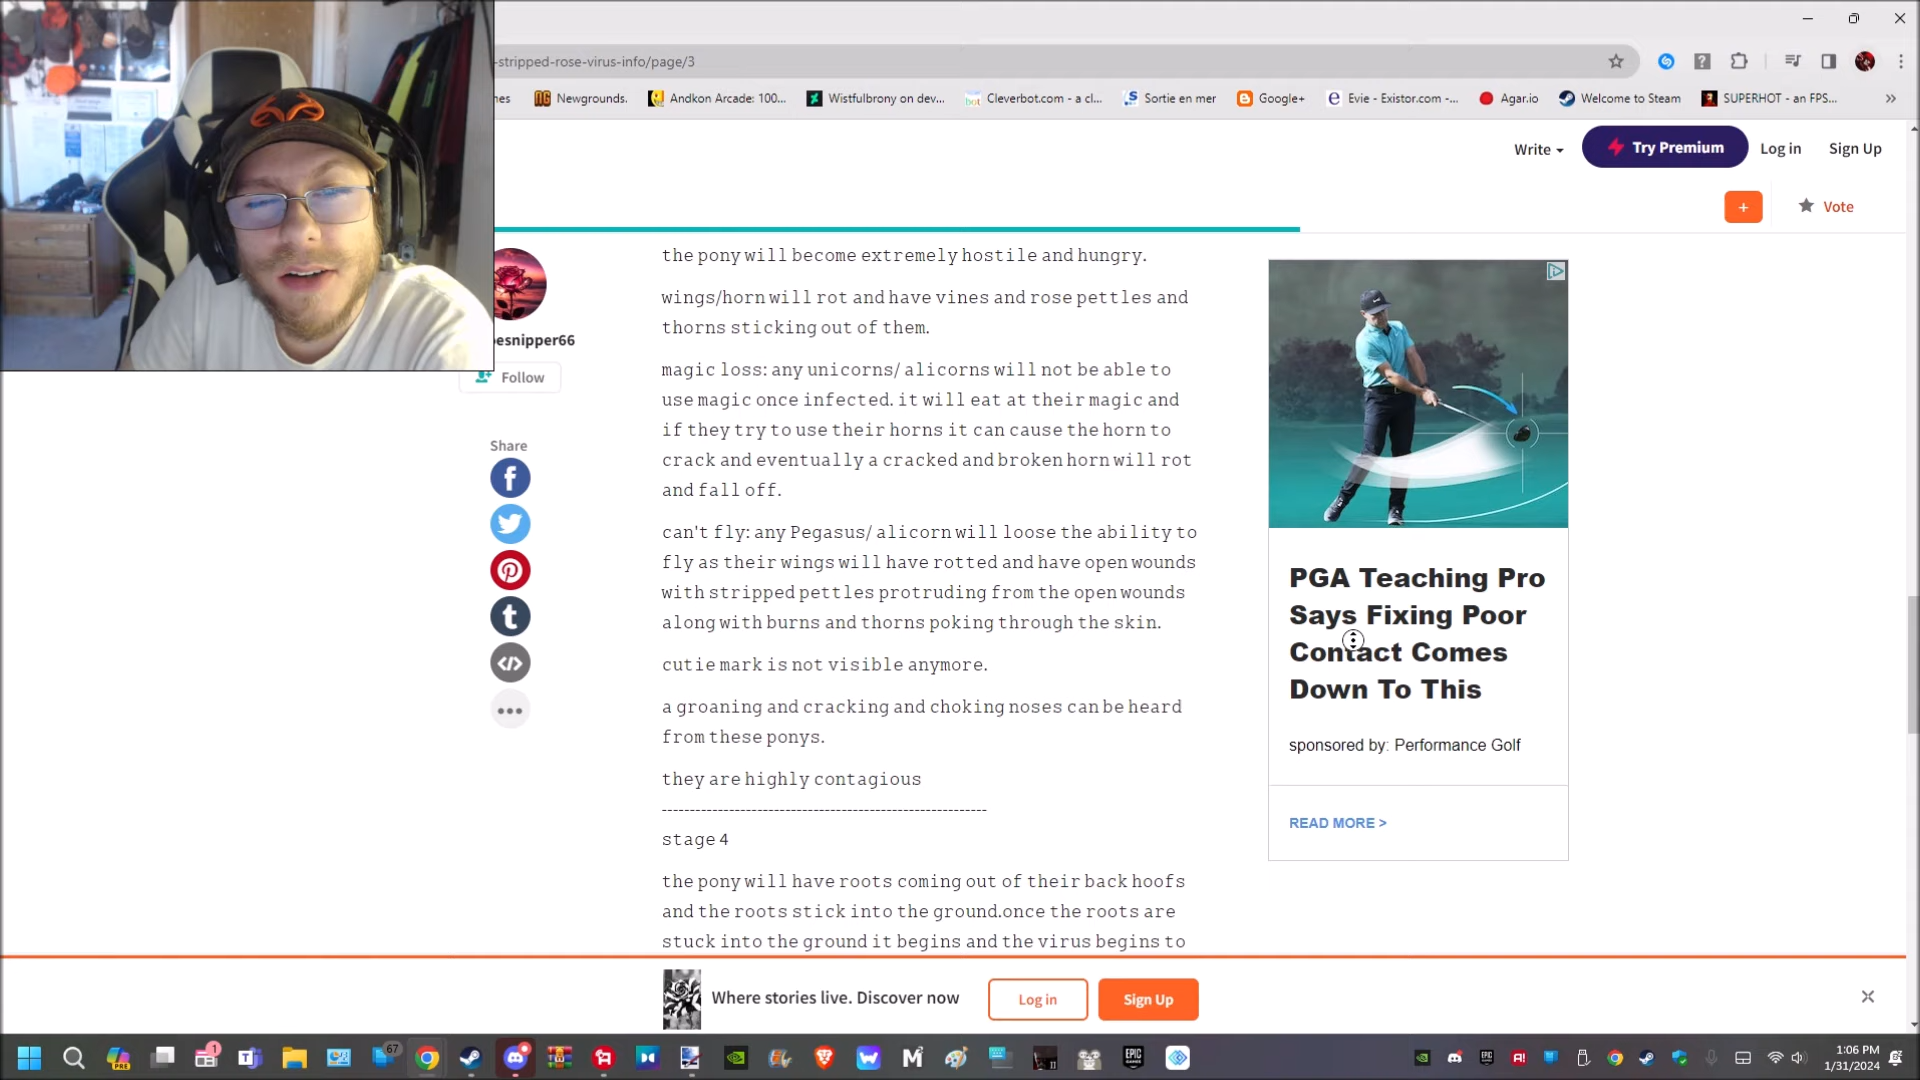 -stripped-rose-virus-info/page/3
nes
Newgrounds.
Andkon Arcade: 100...
Wistfulbrony on dev...
Cleverbot.com - a cl...
Sortie en mer
Google+
Evie - Existor.com -...
Agar.io
Welcome to Steam
SUPERHOT - an FPS...
Write
Try Premium
Log in
Sign Up
+
Vote
oesnipper66
Follow
Share
the pony will become extremely hostile and hungry.
wings/horn will rot and have vines and rose pettles and
thorns sticking out of them.
magic loss: any unicorns/ alicorns will not be able to
use magic once infected. it will eat at their magic and
if they try to use their horns it can cause the horn to
crack and eventually a cracked and broken horn will rot
and fall off.
can't fly: any Pegasus/ alicorn will loose the ability to
fly as their wings will have rotted and have open wounds
with stripped pettles protruding from the open wounds
along with burns and thorns poking through the skin.
cutie mark is not visible anymore.
a groaning and cracking and choking noses can be heard
from these ponys.
they are highly contagious
-----------------------------------------------------------
stage 4
the pony will have roots coming out of their back hoofs
and the roots stick into the ground.once the roots are
stuck into the ground it begins and the virus begins to
PGA Teaching Pro
Says Fixing Poor
Contact Comes
Down To This
sponsored by: Performance Golf
READ MORE >
Where stories live. Discover now
Log in
Sign Up
67
1
PRE
EPIC
GAMES
1:06 PM
1/31/2024